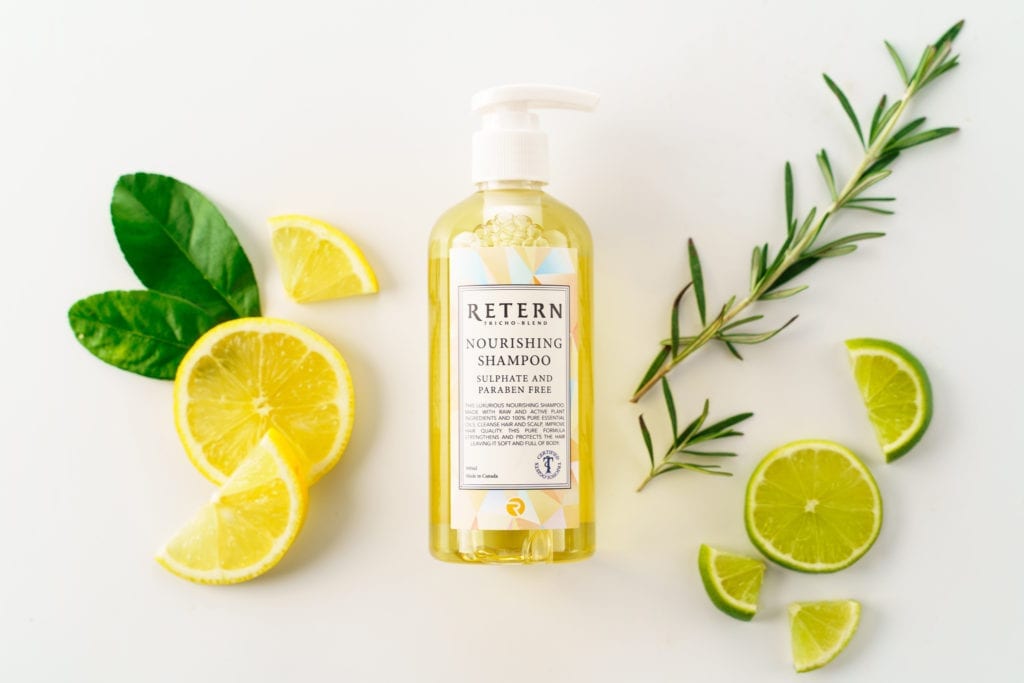 RETERN
TRICHO-BLEND
NOURISHING
SHAMPOO
SULPHATE AND
PARABEN FREE
THIS LUXURIOUS NOURISHING SHAMPOO
MADE WITH RAW AND ACTIVE PLANT
INGREDIENTS AND 100% PURE ESSENTIAL
OILS, CLEANSE HAIR AND SCALP, IMPROVE
HAIR QUALITY. THIS PURE FORMULA
STRENGTHENS AND PROTECTS THE HAIR
LEAVING IT SOFT AND FULL OF BODY.
CERTIFIED
TRICHOLOGISTS
Made in Canada
R